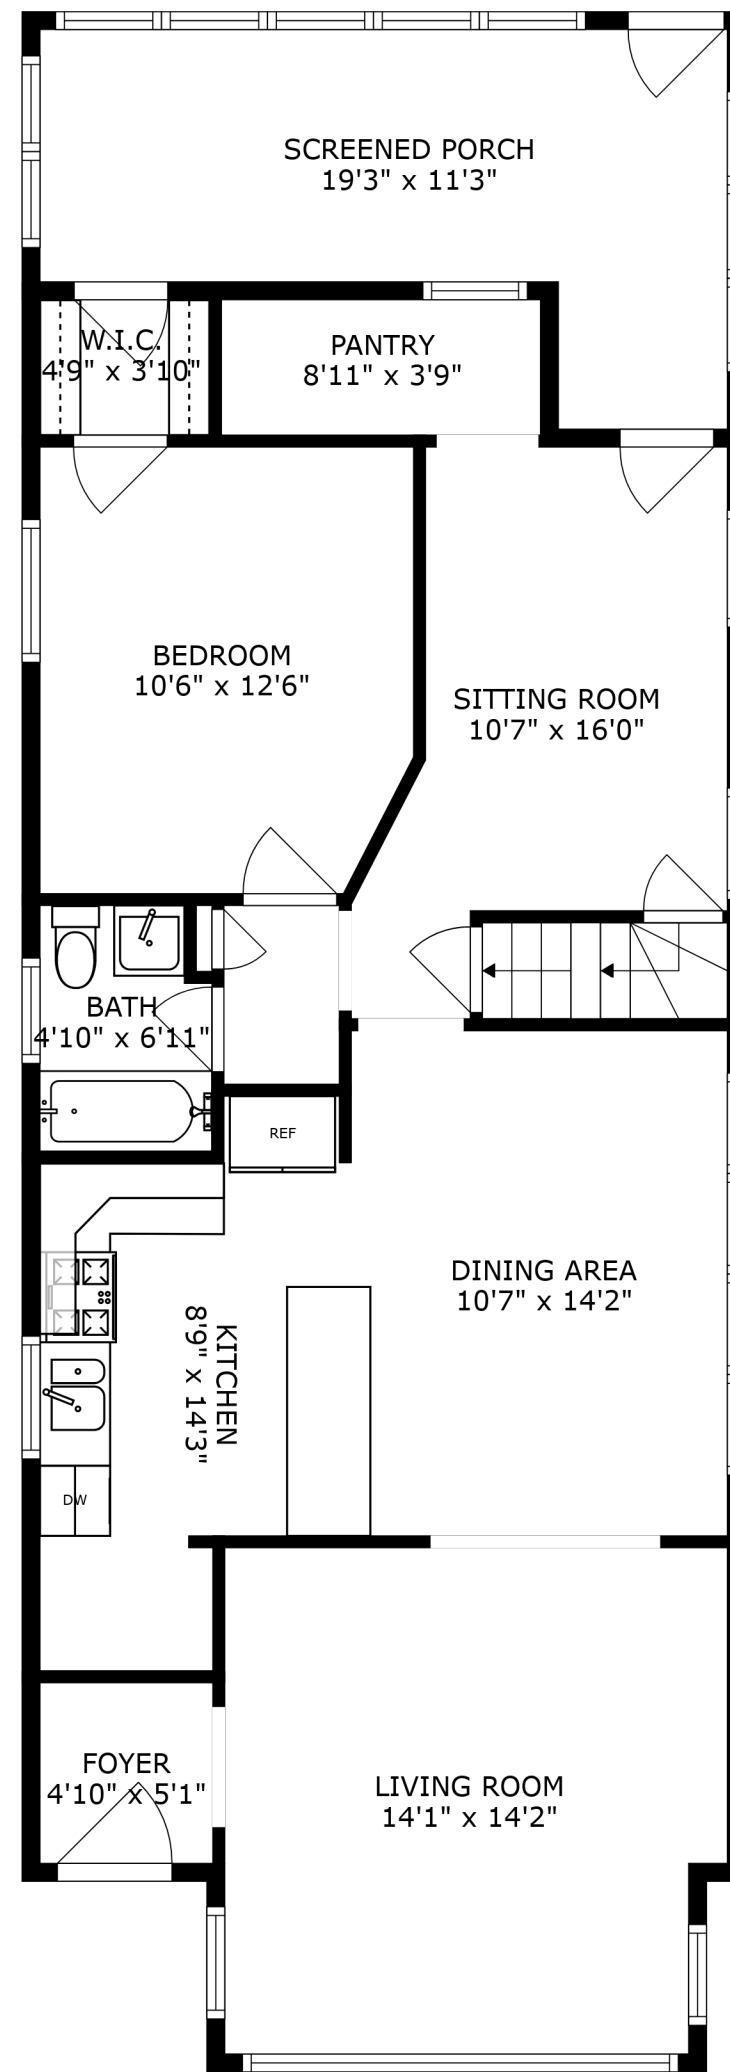 SCREENED PORCH
19'3" x 11'3"
W.I.C.
4'9" x 3'10"
PANTRY
8'11" x 3'9"
BEDROOM
10'6" x 12'6"
SITTING ROOM
10'7" x 16'0"
BATH
4'10" x 6'11"
REF
DINING AREA
10'7" x 14'2"
KITCHEN
8'9" x 14'3"
DW
FOYER
4'10" x 5'1"
LIVING ROOM
14'1" x 14'2"